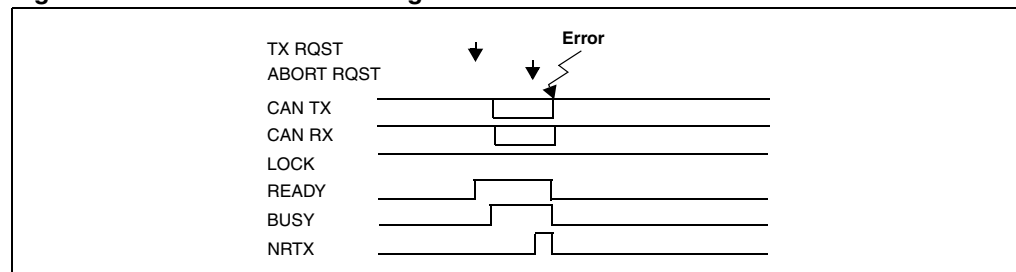 TX RQST
Error
ABORT RQST
CAN TX
CAN RX
LOCK
READY
BUSY
NRTX